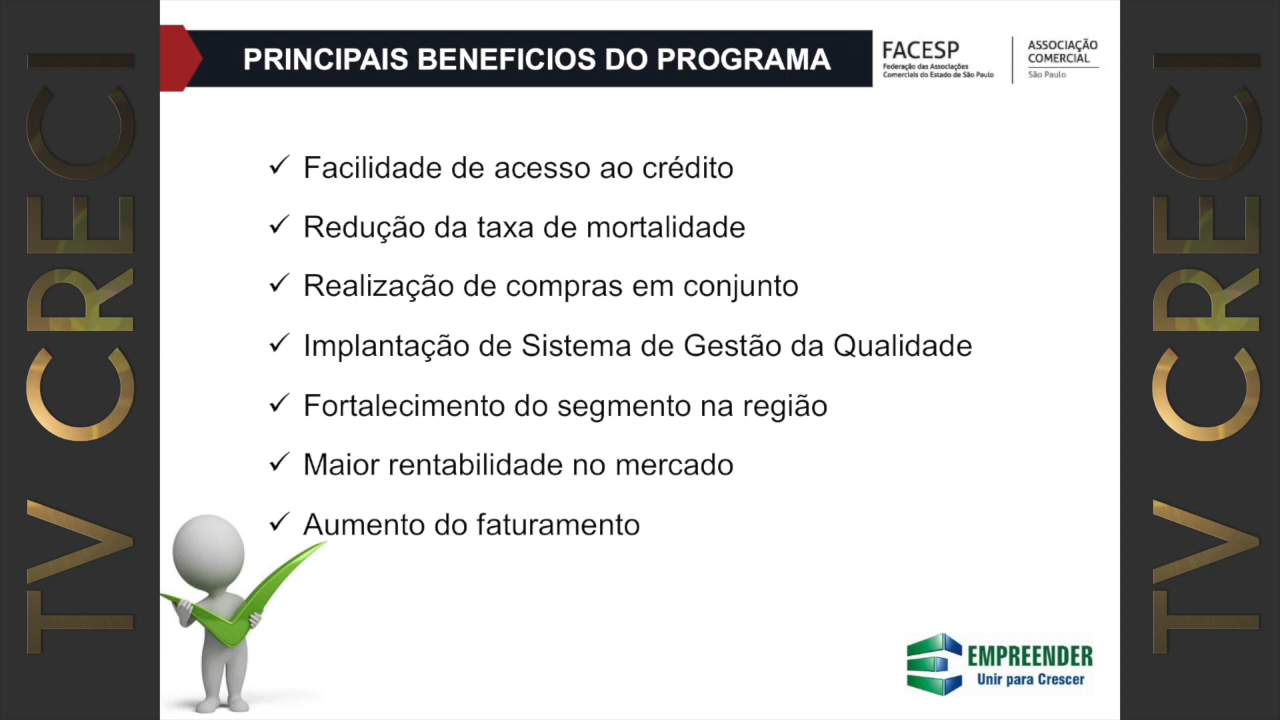 PRINCIPAIS BENEFICIOS DO PROGRAMA
FACESP
Federação das Associações
Comerciais do Estado de São Paulo
ASSOCIAÇÃO
COMERCIAL
São Paulo
Facilidade de acesso ao crédito
Redução da taxa de mortalidade
Realização de compras em conjunto
Implantação de Sistema de Gestão da Qualidade
Fortalecimento do segmento na região
Maior rentabilidade no mercado
Aumento do faturamento
EMPREENDER
Unir para Crescer
TV CRECI
TV CRECI